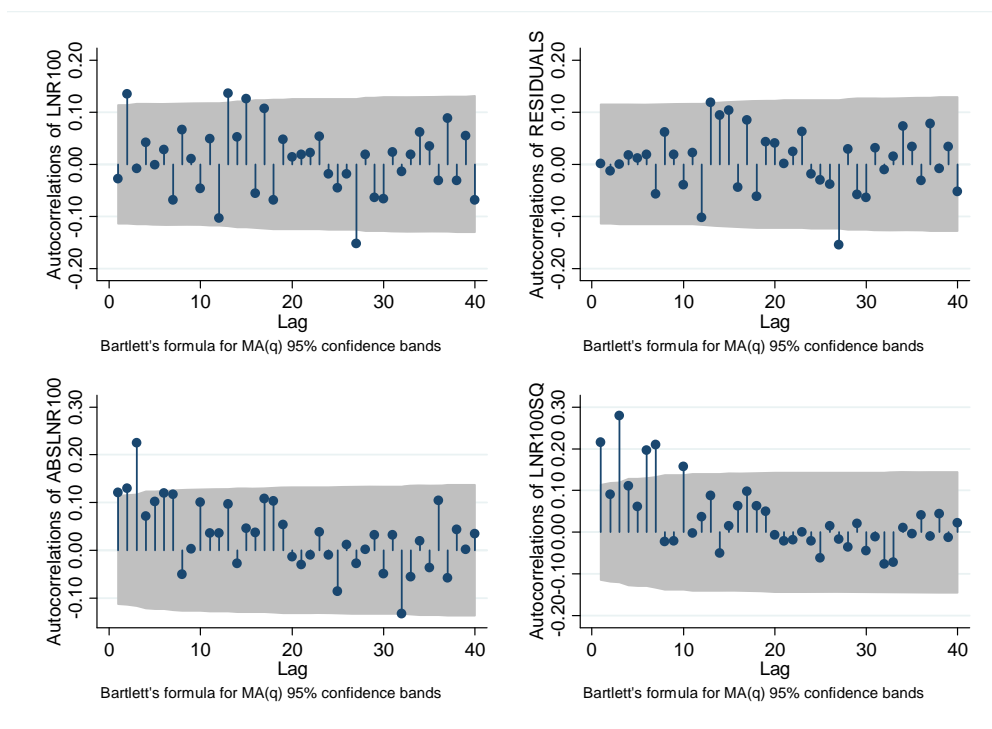 Autocorrelations of LNR100
0.20
0.10
0.00
-0.10
-0.20
0 10 20 30 40
Lag
Bartlett's formula for MA(q) 95% confidence bands
Autocorrelations of RESIDUALS
0.20
0.10
0.00
-0.10
-0.20
0 10 20 30 40
Lag
Bartlett's formula for MA(q) 95% confidence bands
Autocorrelations of ABSLNR100
0.30
0.20
0.10
0.00
-0.10
0 10 20 30 40
Lag
Bartlett's formula for MA(q) 95% confidence bands
Autocorrelations of LNR100SQ
0.30
0.20
0.10
0.00
-0.10
-0.20
0 10 20 30 40
Lag
Bartlett's formula for MA(q) 95% confidence bands